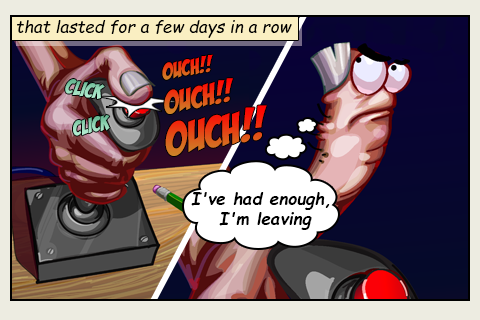 that lasted for a few days in a row
CLICK
CLICK
OUCH!!
OUCH!!
OUCH!!
I've had enough,
I'm leaving